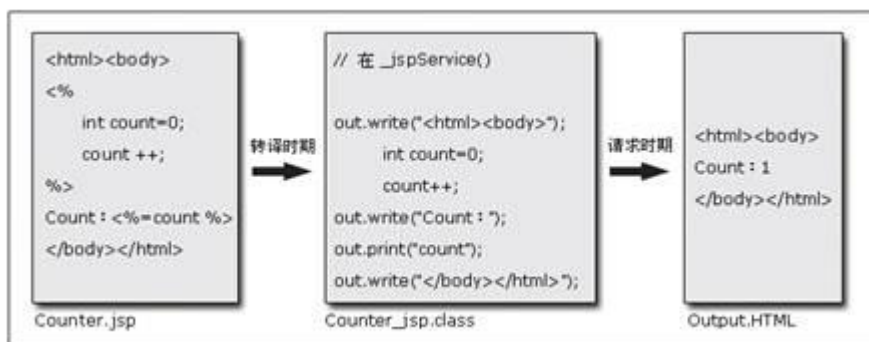 <html><body>
<%
int count=0;
count ++;
%>
Count：<%=count %>
</body></html>
Counter.jsp
转译时期
// 在 _jspService()
out.write("<html><body>");
int count=0;
count++;
out.write("Count：");
out.print("count");
out.write("</body></html>");
Counter_jsp.class
请求时期
<html><body>
Count：1
</body></html>
Output.HTML